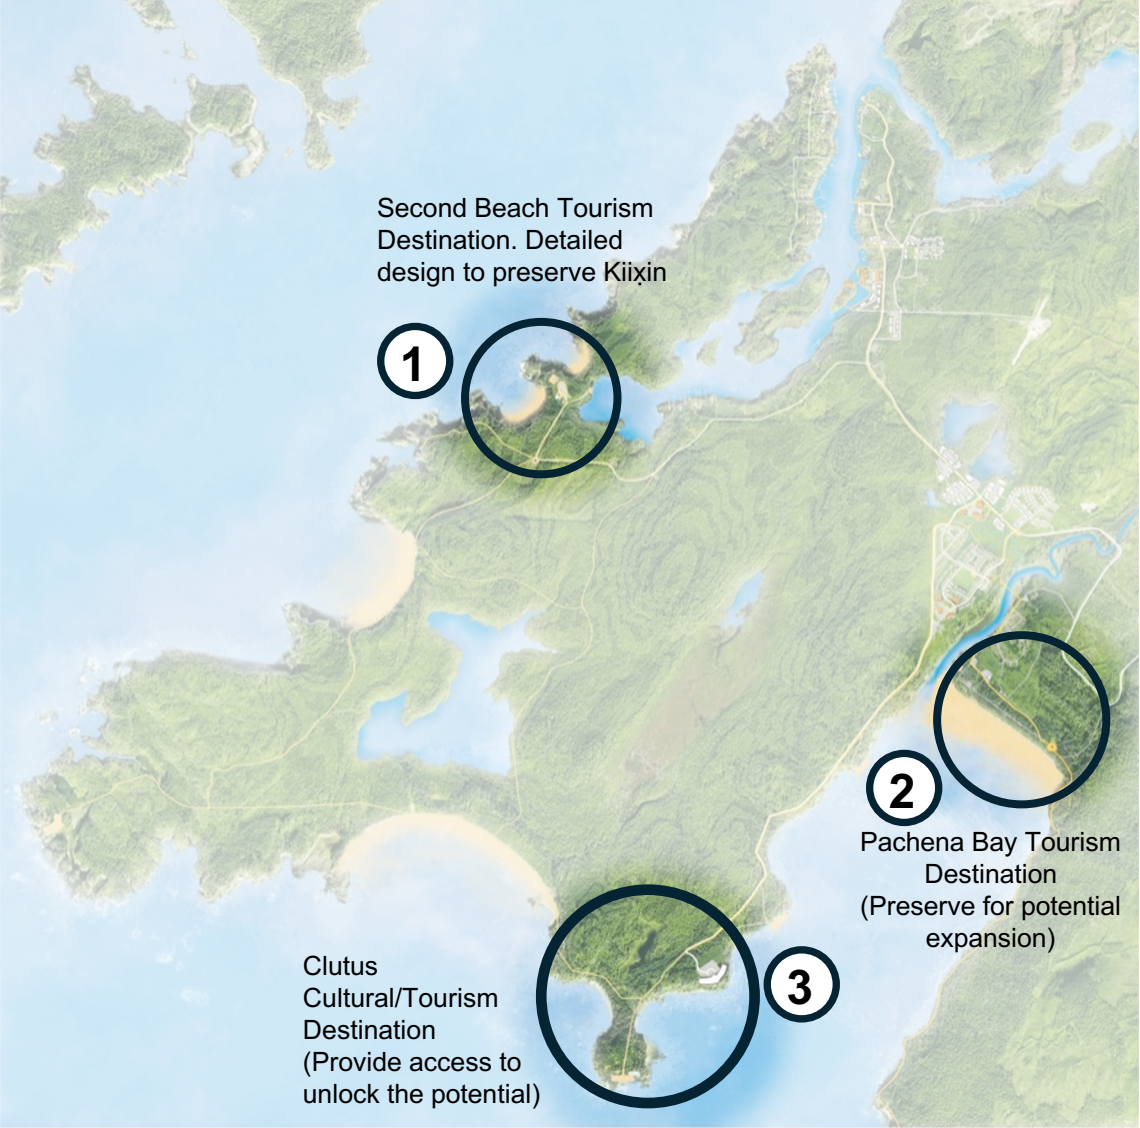 Second Beach Tourism
Destination. Detailed
design to preserve Kiix̣in
1
2
Pachena Bay Tourism
Destination
(Preserve for potential
expansion)
3
Clutus
Cultural/Tourism
Destination
(Provide access to
unlock the potential)